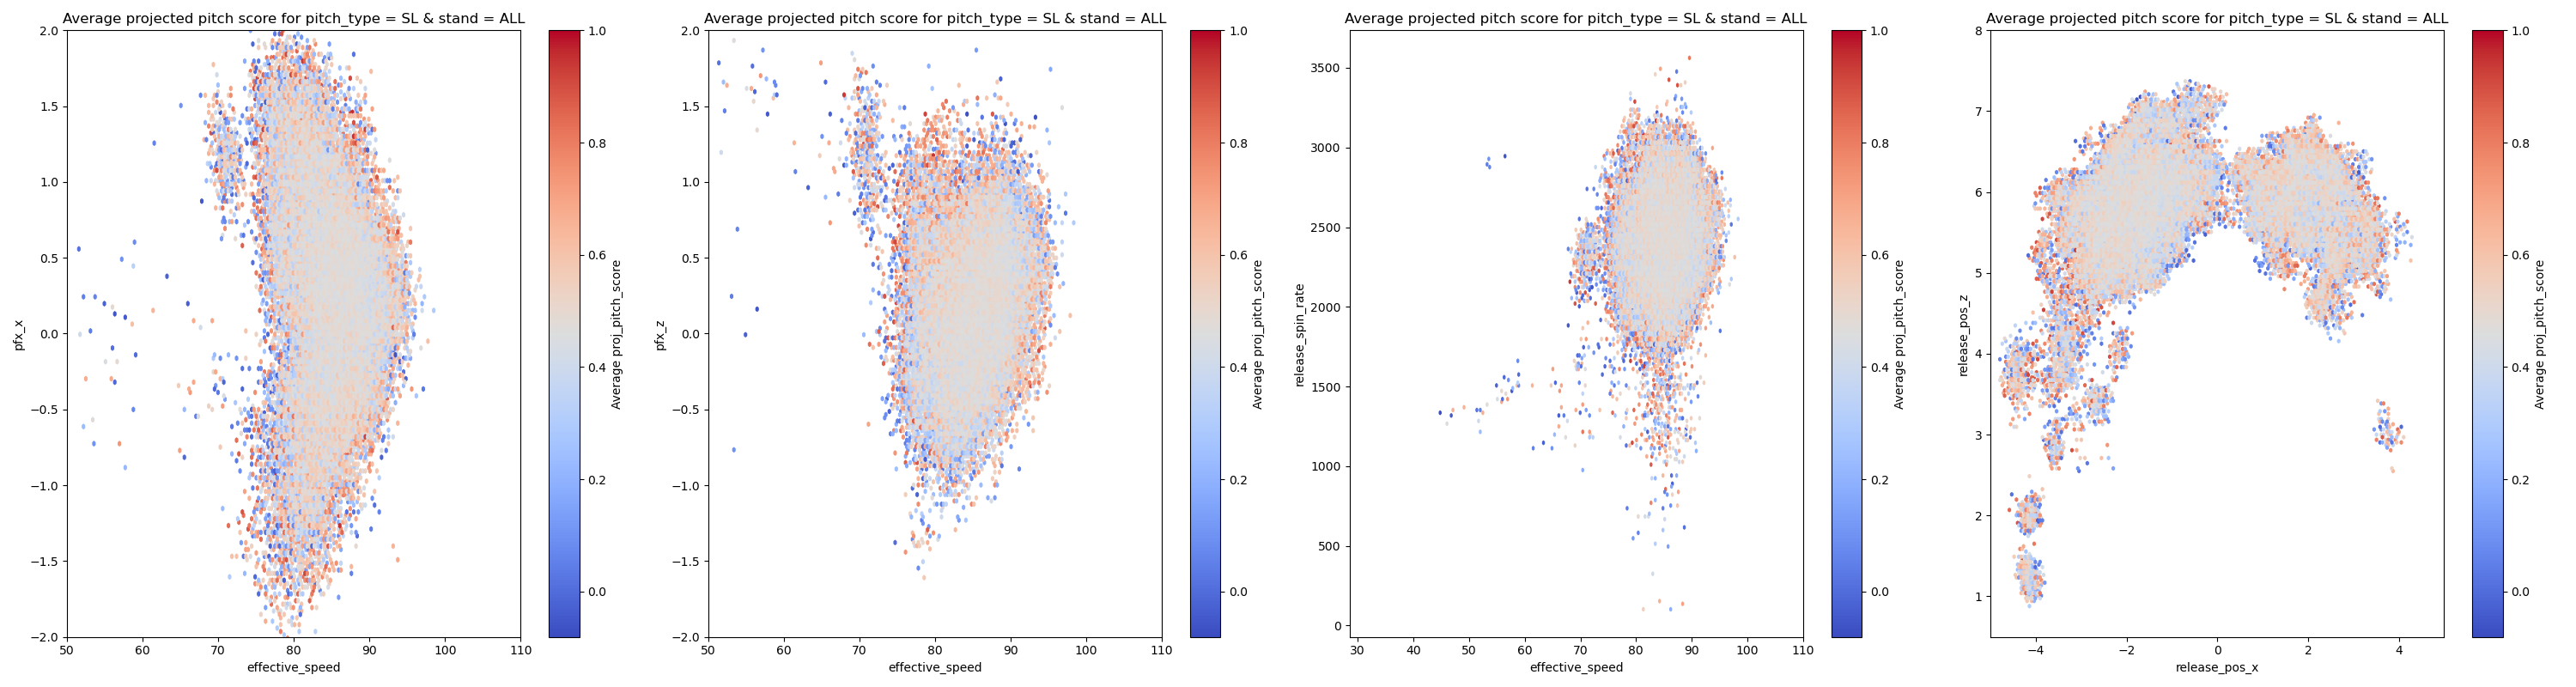 Average projected pitch score for pitch_type = SL & stand = ALL
2.0
1.5
1.0
0.5
0.0
−0.5
−1.0
−1.5
−2.0
pfx_x
50 60 70 80 90 100 110
effective_speed
1.0
0.8
0.6
0.4
0.2
0.0
Average proj_pitch_score
Average projected pitch score for pitch_type = SL & stand = ALL
2.0
1.5
1.0
0.5
0.0
−0.5
−1.0
−1.5
−2.0
pfx_z
50 60 70 80 90 100 110
effective_speed
1.0
0.8
0.6
0.4
0.2
0.0
Average proj_pitch_score
Average projected pitch score for pitch_type = SL & stand = ALL
3500
3000
2500
2000
1500
1000
500
0
release_spin_rate
30 40 50 60 70 80 90 100 110
effective_speed
1.0
0.8
0.6
0.4
0.2
0.0
Average proj_pitch_score
Average projected pitch score for pitch_type = SL & stand = ALL
8
7
6
5
4
3
2
1
release_pos_z
−4 −2 0 2 4
release_pos_x
1.0
0.8
0.6
0.4
0.2
0.0
Average proj_pitch_score